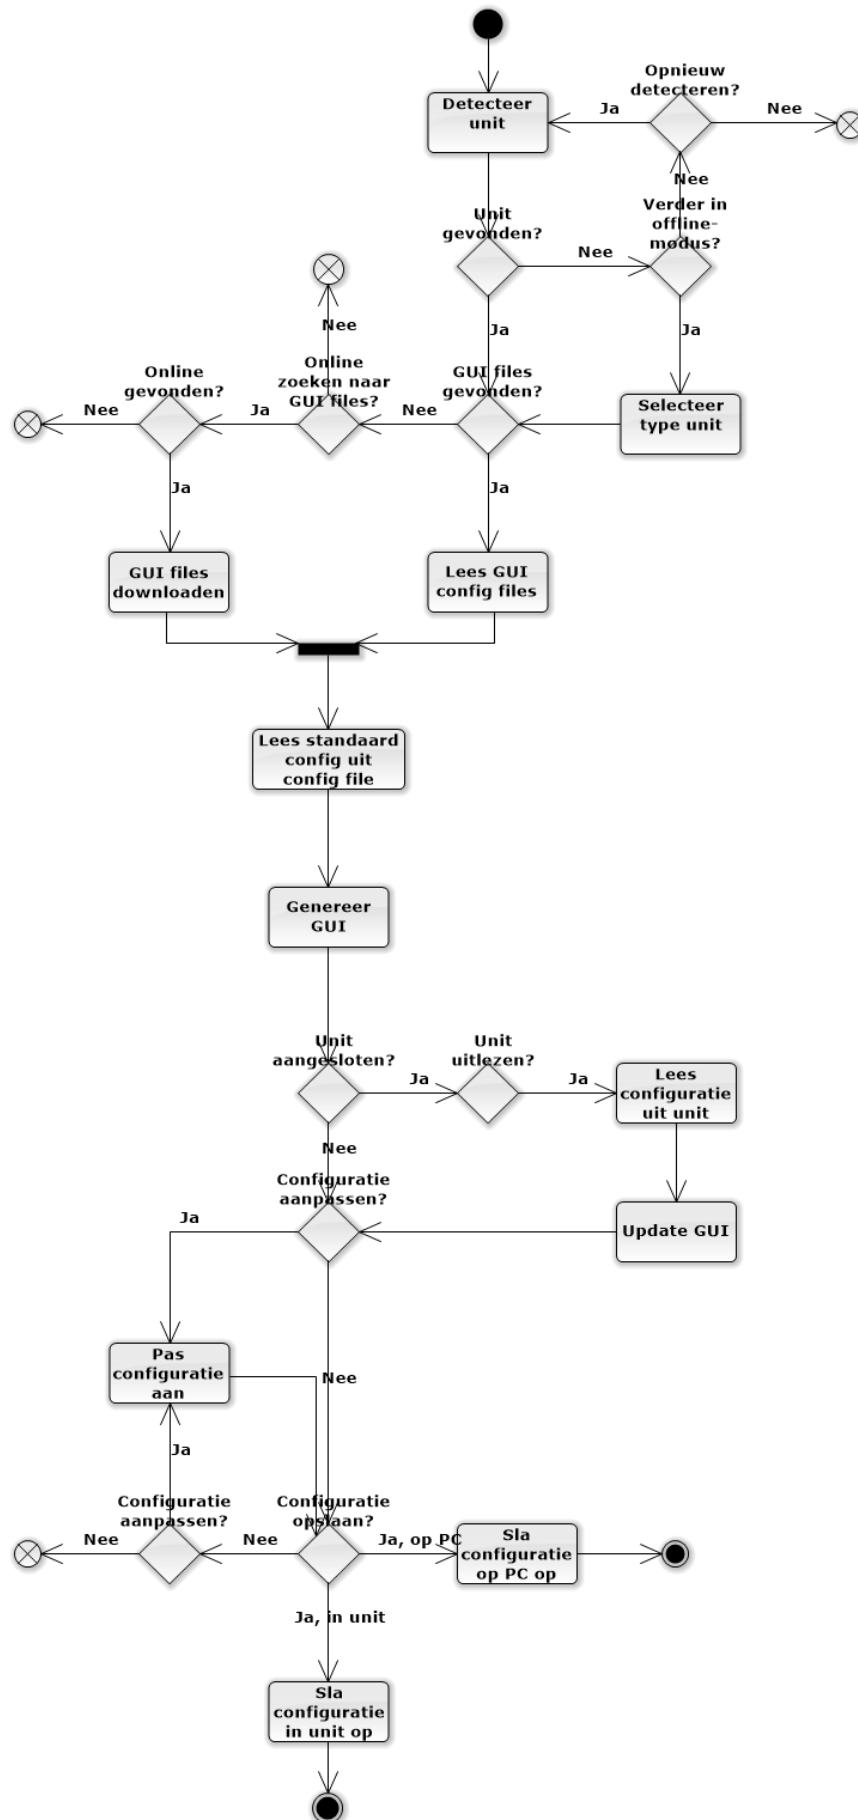 Opnieuw
detecteren?
Detecteer
unit
Ja
Nee
Nee
Verder in
offline-
modus?
Unit
gevonden?
Nee
Ja
Ja
Nee
Online
zoeken naar
GUI files?
Online
gevonden?
GUI files
gevonden?
Nee
Ja
Nee
Selecteer
type unit
Ja
Ja
GUI files
downloaden
Lees GUI
config files
Lees standaard
config uit
config file
Genereer
GUI
Unit
aangesloten?
Unit
uitlezen?
Ja
Ja
Lees
configuratie
uit unit
Nee
Configuratie
aanpassen?
Ja
Update GUI
Pas
configuratie
aan
Nee
Ja
Configuratie
aanpassen?
Configuratie
opslaan?
Nee
Nee
Ja, op PC
Sla
configuratie
op PC op
Ja, in unit
Sla
configuratie
in unit op